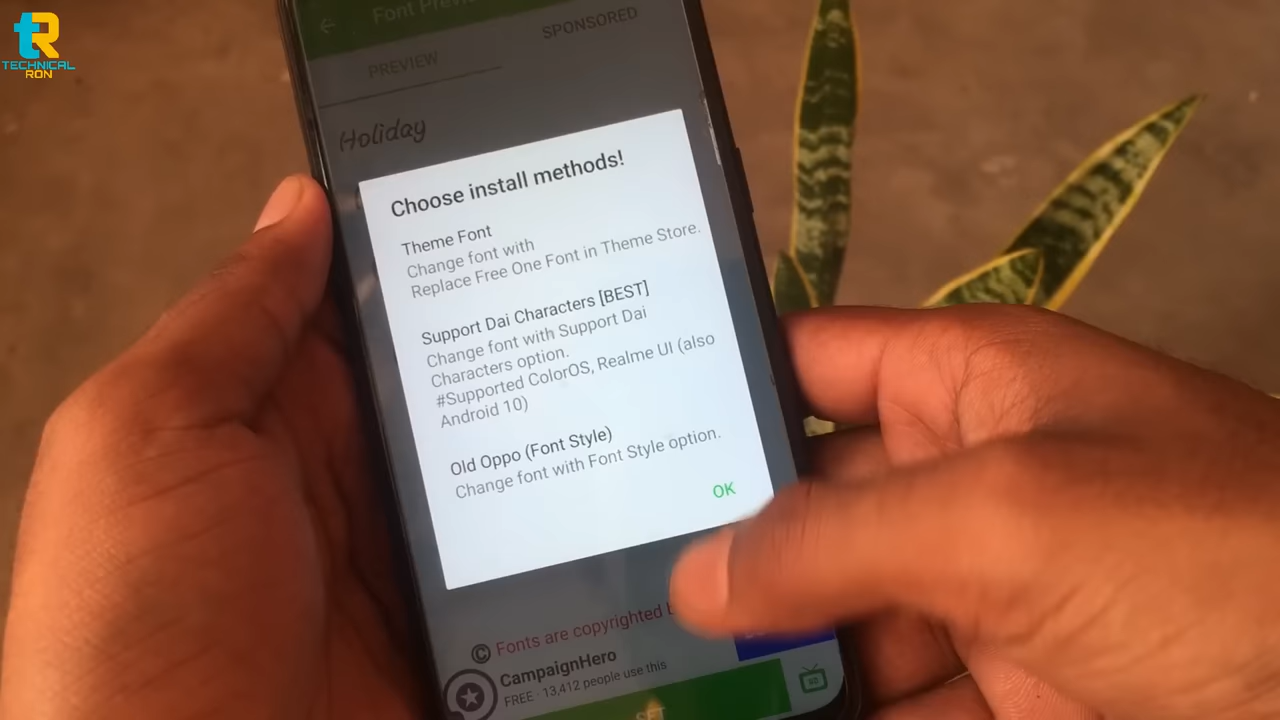 TECHNICAL
RON
Font Preview
PREVIEW
SPONSORED
Holiday
Choose install methods!
Theme Font
Change font with
Replace Free One Font in Theme Store.
Support Dai Characters [BEST]
Change font with Support Dai
Characters option.
#Supported ColorOS, Realme UI (also
Android 10)
Old Oppo (Font Style)
Change font with Font Style option.
OK
© Fonts are copyrighted
CampaignHero
FREE · 13,412 people use this
SET